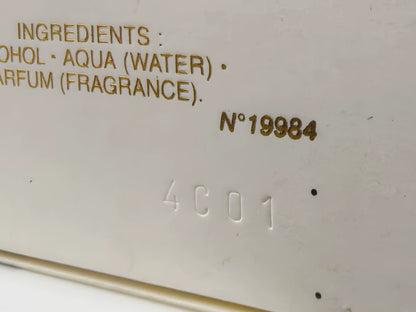 INGREDIENTS :
OHOL - AQUA (WATER) -
ARFUM (FRAGRANCE).
N°19984
4C01